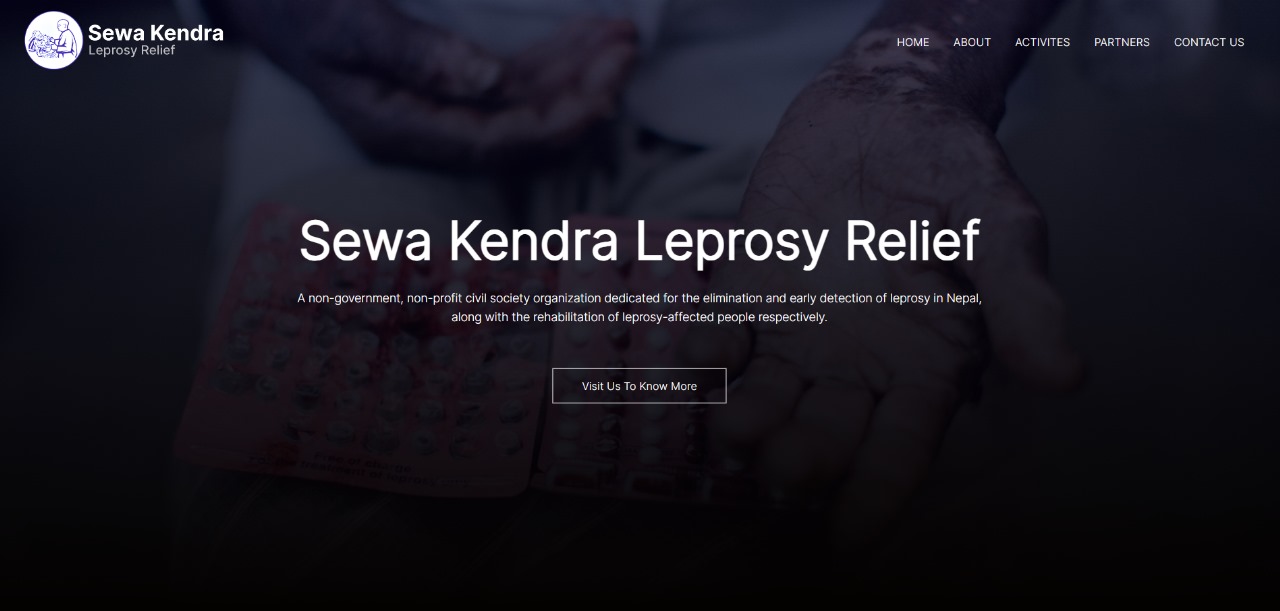 Sewa Kendra
Leprosy Relief
HOME ABOUT ACTIVITES PARTNERS CONTACT US
Sewa Kendra Leprosy Relief
A non-government, non-profit civil society organization dedicated for the elimination and early detection of leprosy in Nepal,
along with the rehabilitation of leprosy-affected people respectively.
Visit Us To Know More